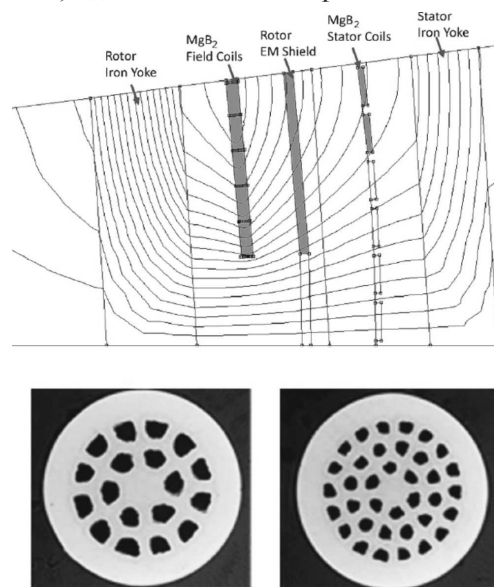 Rotor
Iron Yoke
MgB₂
Field Coils
Rotor
EM Shield
MgB₂
Stator Coils
Stator
Iron Yoke